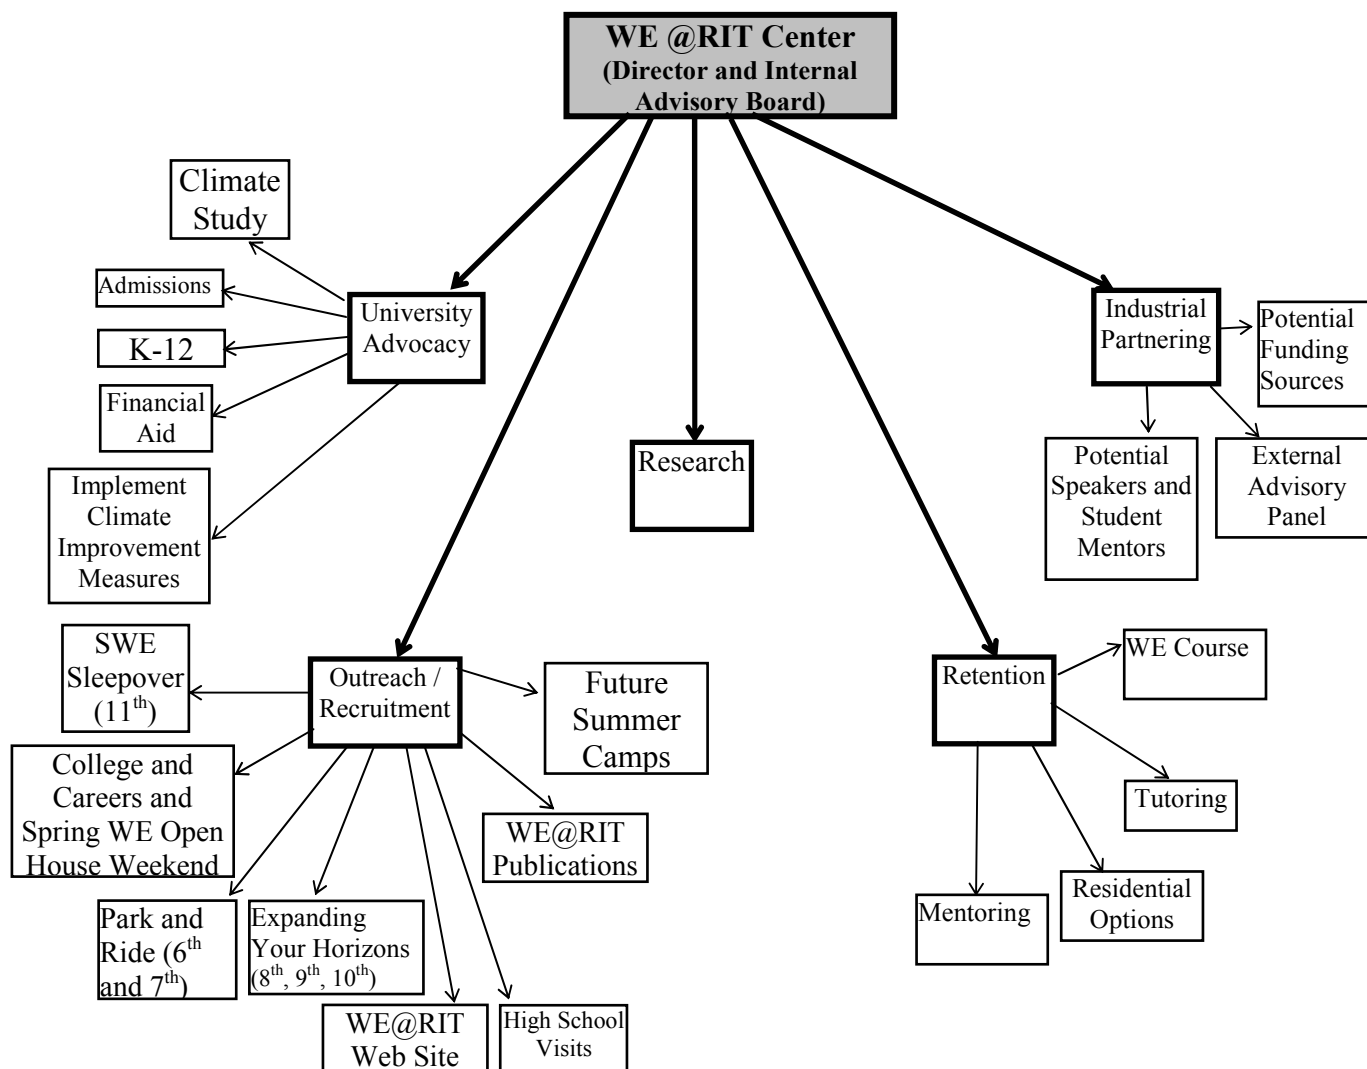 WE @RIT Center
(Director and Internal
Advisory Board)
Climate
Study
Admissions
K-12
Financial
Aid
Implement
Climate
Improvement
Measures
University
Advocacy
Research
Industrial
Partnering
Potential
Funding
Sources
Potential
Speakers and
Student
Mentors
External
Advisory
Panel
SWE
Sleepover
(11th)
Outreach /
Recruitment
Future
Summer
Camps
College and
Careers and
Spring WE Open
House Weekend
WE@RIT
Publications
Park and
Ride (6th
and 7th)
Expanding
Your Horizons
(8th, 9th, 10th)
WE@RIT
Web Site
High School
Visits
Retention
WE Course
Tutoring
Residential
Options
Mentoring